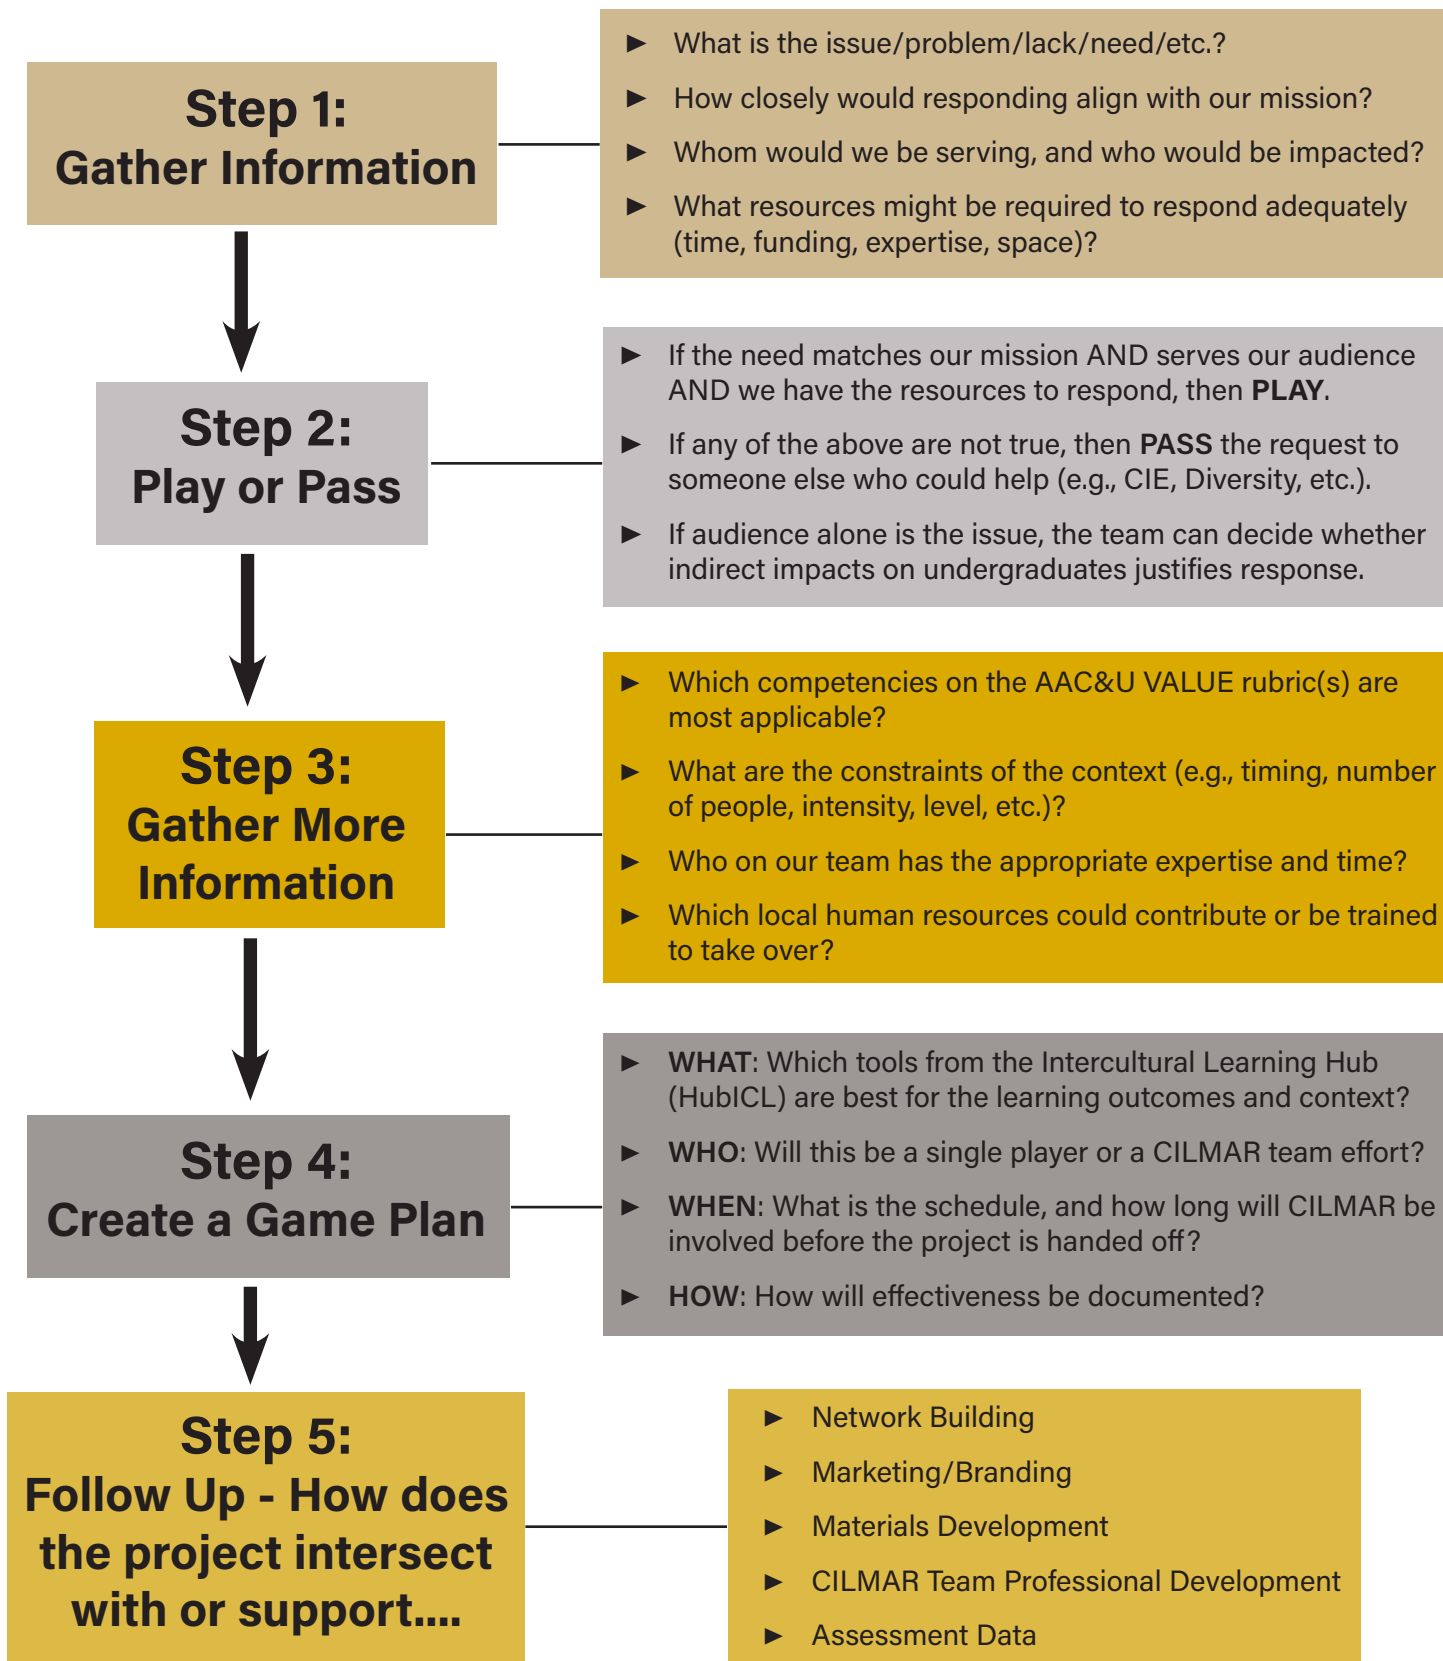 Step 1:
Gather Information
► What is the issue/problem/lack/need/etc.?
► How closely would responding align with our mission?
► Whom would we be serving, and who would be impacted?
► What resources might be required to respond adequately
(time, funding, expertise, space)?
Step 2:
Play or Pass
► If the need matches our mission AND serves our audience
AND we have the resources to respond, then PLAY.
► If any of the above are not true, then PASS the request to
someone else who could help (e.g., CIE, Diversity, etc.).
► If audience alone is the issue, the team can decide whether
indirect impacts on undergraduates justifies response.
Step 3:
Gather More
Information
► Which competencies on the AAC&U VALUE rubric(s) are
most applicable?
► What are the constraints of the context (e.g., timing, number
of people, intensity, level, etc.)?
► Who on our team has the appropriate expertise and time?
► Which local human resources could contribute or be trained
to take over?
Step 4:
Create a Game Plan
► WHAT: Which tools from the Intercultural Learning Hub
(HubICL) are best for the learning outcomes and context?
► WHO: Will this be a single player or a CILMAR team effort?
► WHEN: What is the schedule, and how long will CILMAR be
involved before the project is handed off?
► HOW: How will effectiveness be documented?
Step 5:
Follow Up - How does
the project intersect
with or support....
► Network Building
► Marketing/Branding
► Materials Development
► CILMAR Team Professional Development
► Assessment Data